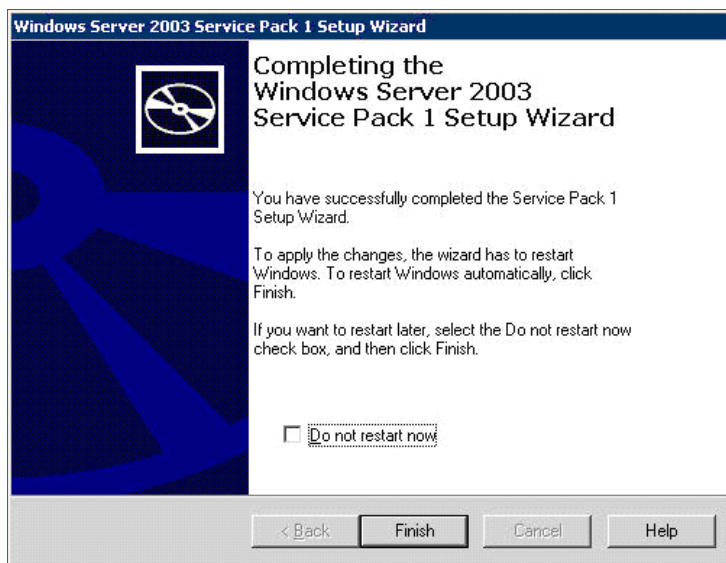 Windows Server 2003 Service Pack 1 Setup Wizard
Completing the
Windows Server 2003
Service Pack 1 Setup Wizard
You have successfully completed the Service Pack 1
Setup Wizard.
To apply the changes, the wizard has to restart
Windows. To restart Windows automatically, click
Finish.
If you want to restart later, select the Do not restart now
check box, and then click Finish.
Do not restart now
< Back Finish Cancel Help